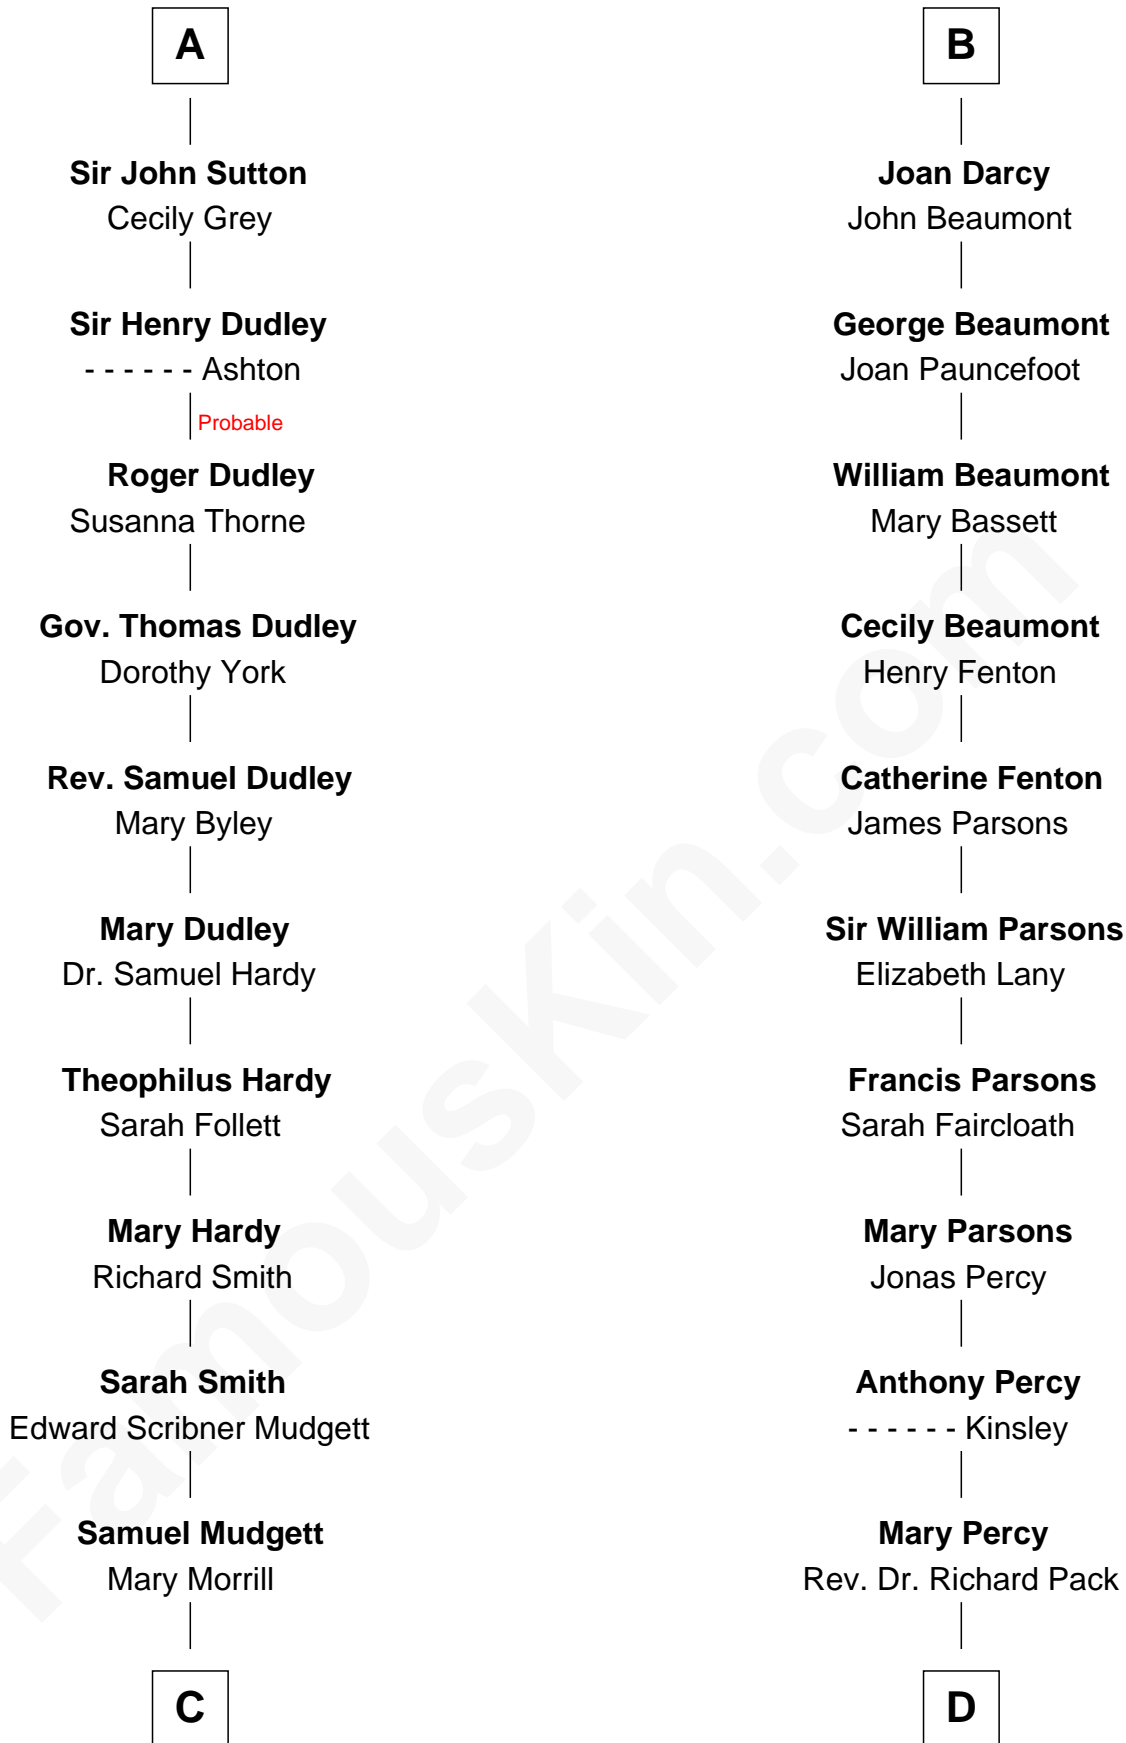 A
Sir John Sutton
Cecily Grey
Sir Henry Dudley
- - - - - - Ashton
Probable
Roger Dudley
Susanna Thorne
Gov. Thomas Dudley
Dorothy York
Rev. Samuel Dudley
Mary Byley
Mary Dudley
Dr. Samuel Hardy
Theophilus Hardy
Sarah Follett
Mary Hardy
Richard Smith
Sarah Smith
Edward Scribner Mudgett
Samuel Mudgett
Mary Morrill
C
B
Joan Darcy
John Beaumont
George Beaumont
Joan Pauncefoot
William Beaumont
Mary Bassett
Cecily Beaumont
Henry Fenton
Catherine Fenton
James Parsons
Sir William Parsons
Elizabeth Lany
Francis Parsons
Sarah Faircloath
Mary Parsons
Jonas Percy
Anthony Percy
- - - - - - Kinsley
Mary Percy
Rev. Dr. Richard Pack
D
FamousKin.com